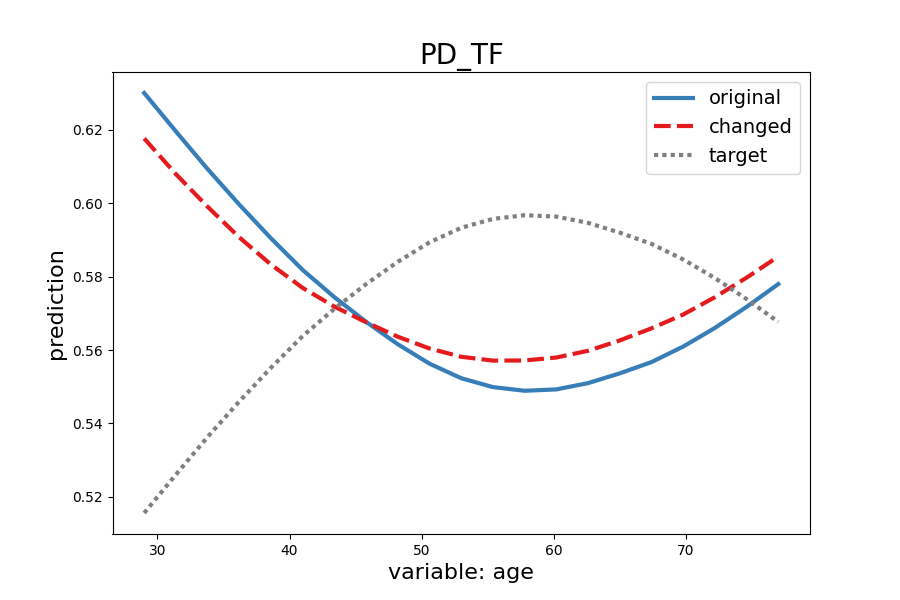 PD_TF
original
changed
target
prediction
0.62
0.60
0.58
0.56
0.54
0.52
30 40 50 60 70
variable: age